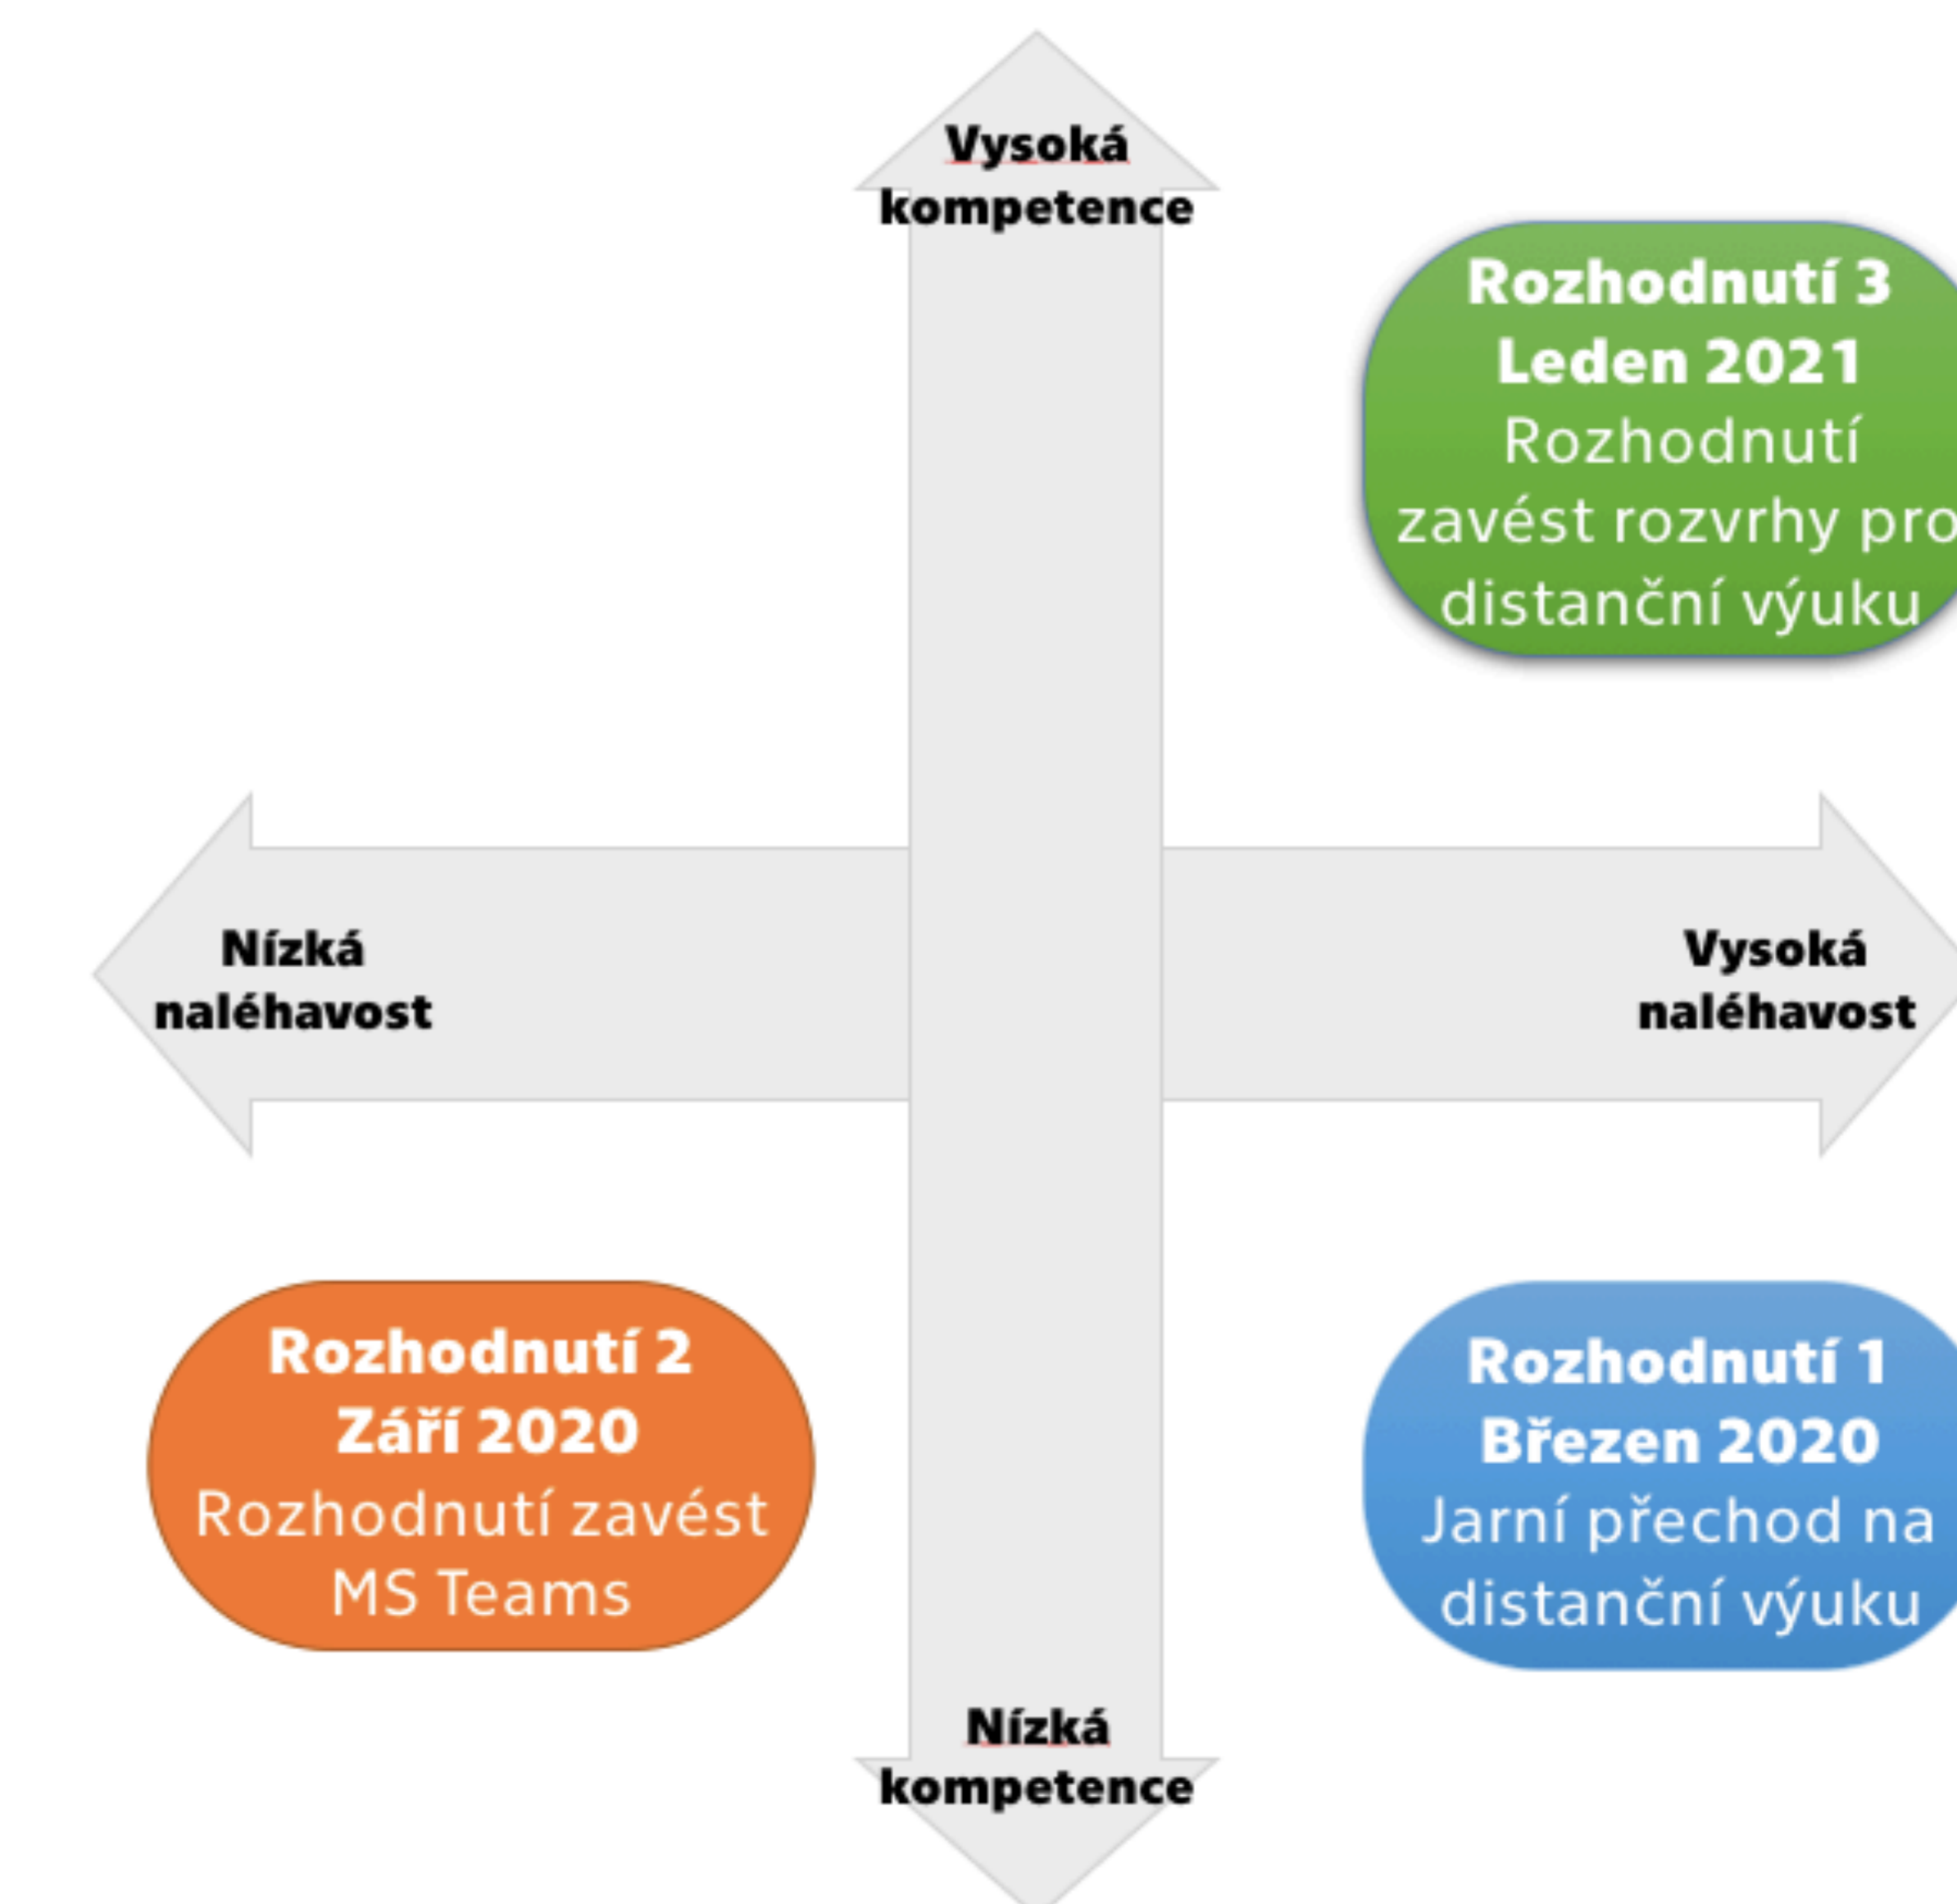 Vysoká
kompetence
Rozhodnutí 3
Leden 2021
Rozhodnutí
zavést rozvrhy pro
distanční výuku
Nízká
naléhavost
Vysoká
naléhavost
Rozhodnutí 2
Září 2020
Rozhodnutí zavést
MS Teams
Rozhodnutí 1
Březen 2020
Jarní přechod na
distanční výuku
Nízká
kompetence